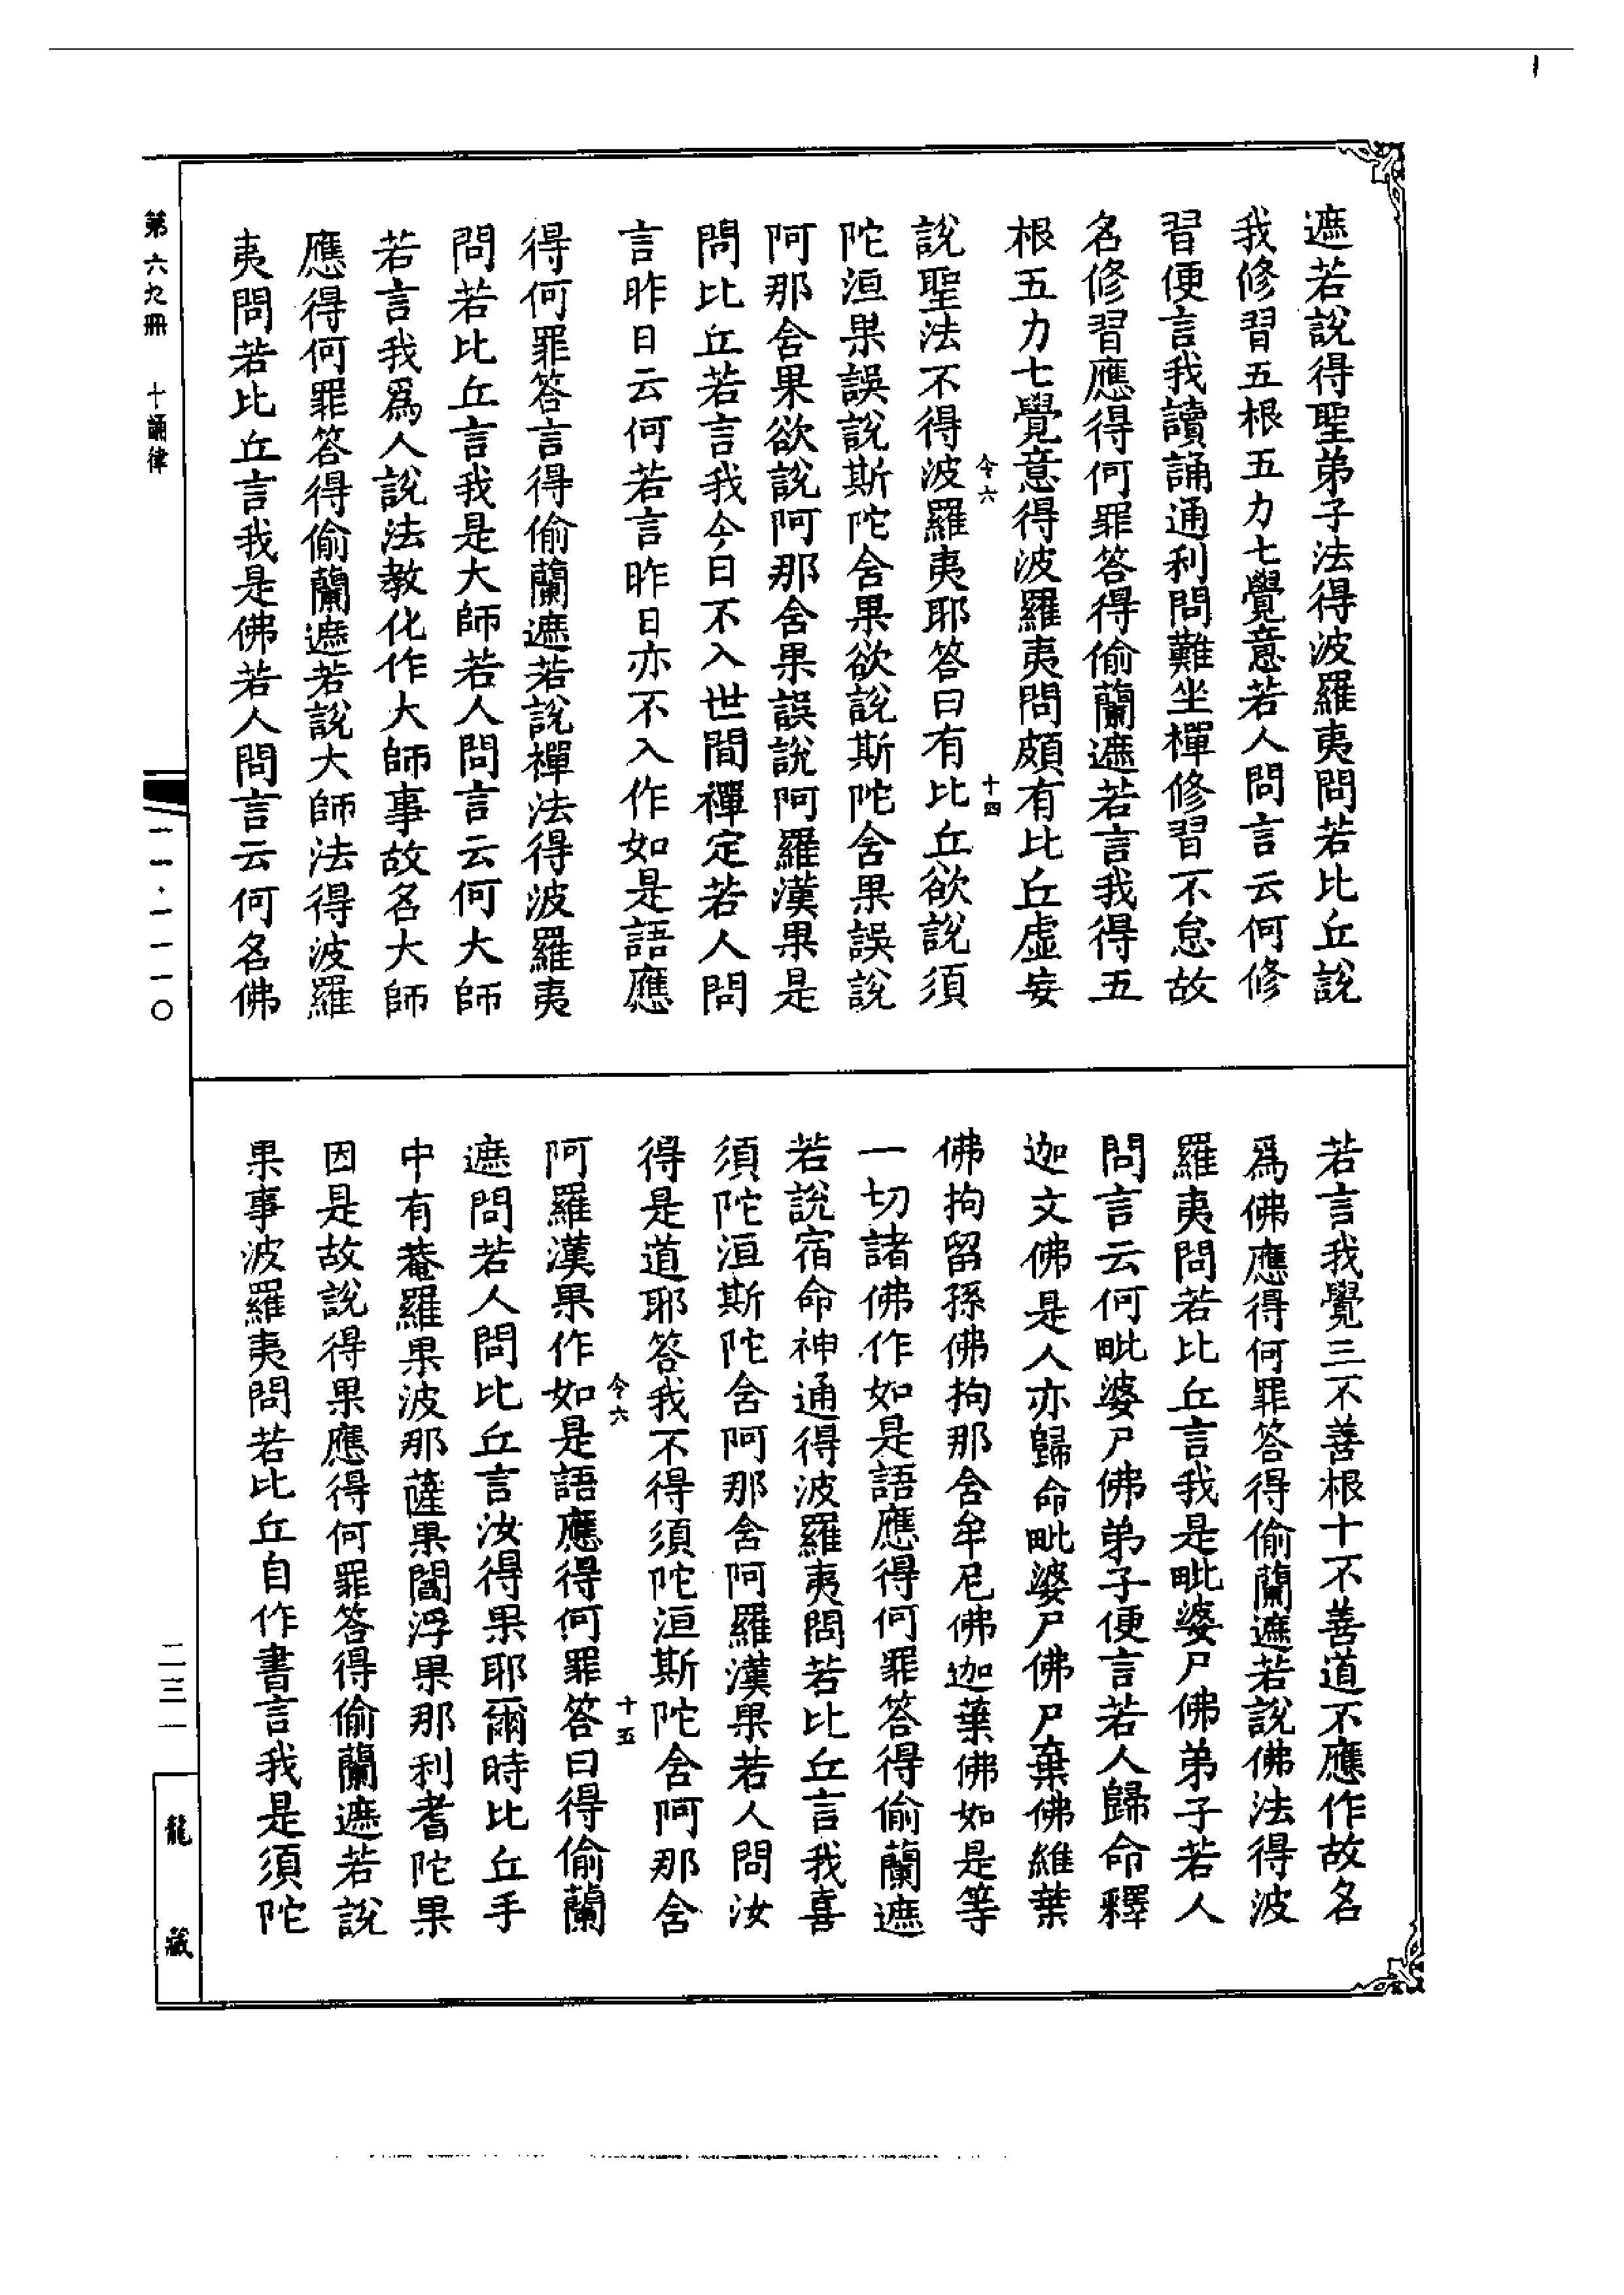 遮若說得聖弟子法得波羅夷問若比丘說
我修習五根五力七覺意若人問言云何修
習便言我讀誦通利問難坐禪修習不怠故
名修習應得何罪答得偷蘭遮若言我得五
根五力七覺意得波羅夷問頗有比丘虛妄
說聖法不得波羅夷耶答曰有比丘欲說須
今六
十四
陀洹果誤說斯陀含果欲說斯陀含果誤說
阿那含果欲說阿那含果誤說阿羅漢果是
問比丘若言我今日不入世間禪定若人問
言昨日云何若言昨日亦不入作如是語應
得何罪答言得偷蘭遮若說禪法得波羅夷
問若比丘言我是大師若人問言云何大師
若言我爲人說法教化作大師事故名大師
應得何罪答得偷蘭遮若說大師法得波羅
夷問若比丘言我是佛若人問言云何名佛
若言我覺三不善根十不善道不應作故名
爲佛應得何罪答得偷蘭遮若說佛法得波
羅夷問若比丘言我是毗婆尸佛弟子若人
問言云何毗婆尸佛弟子便言若人歸命釋
迦文佛是人亦歸命毗婆尸佛尸棄佛維葉
佛拘留孫佛拘那含牟尼佛迦葉佛如是等
一切諸佛作如是語應得何罪答得偷蘭遮
若說宿命神通得波羅夷問若比丘言我喜
須陀洹斯陀含阿那含阿羅漢果若人問汝
得是道耶答我不得須陀洹斯陀含阿那含
今六
十五
阿羅漢果作如是語應得何罪答曰得偷蘭
遮問若人問比丘言汝得果耶爾時比丘手
中有菴羅果波那薩果閻浮果那利耆陀果
因是故說得果應得何罪答得偷蘭遮若說
果事波羅夷問若比丘自作書言我是須陀
第六九冊　十誦律
一一·一一一〇
二三一
龍藏